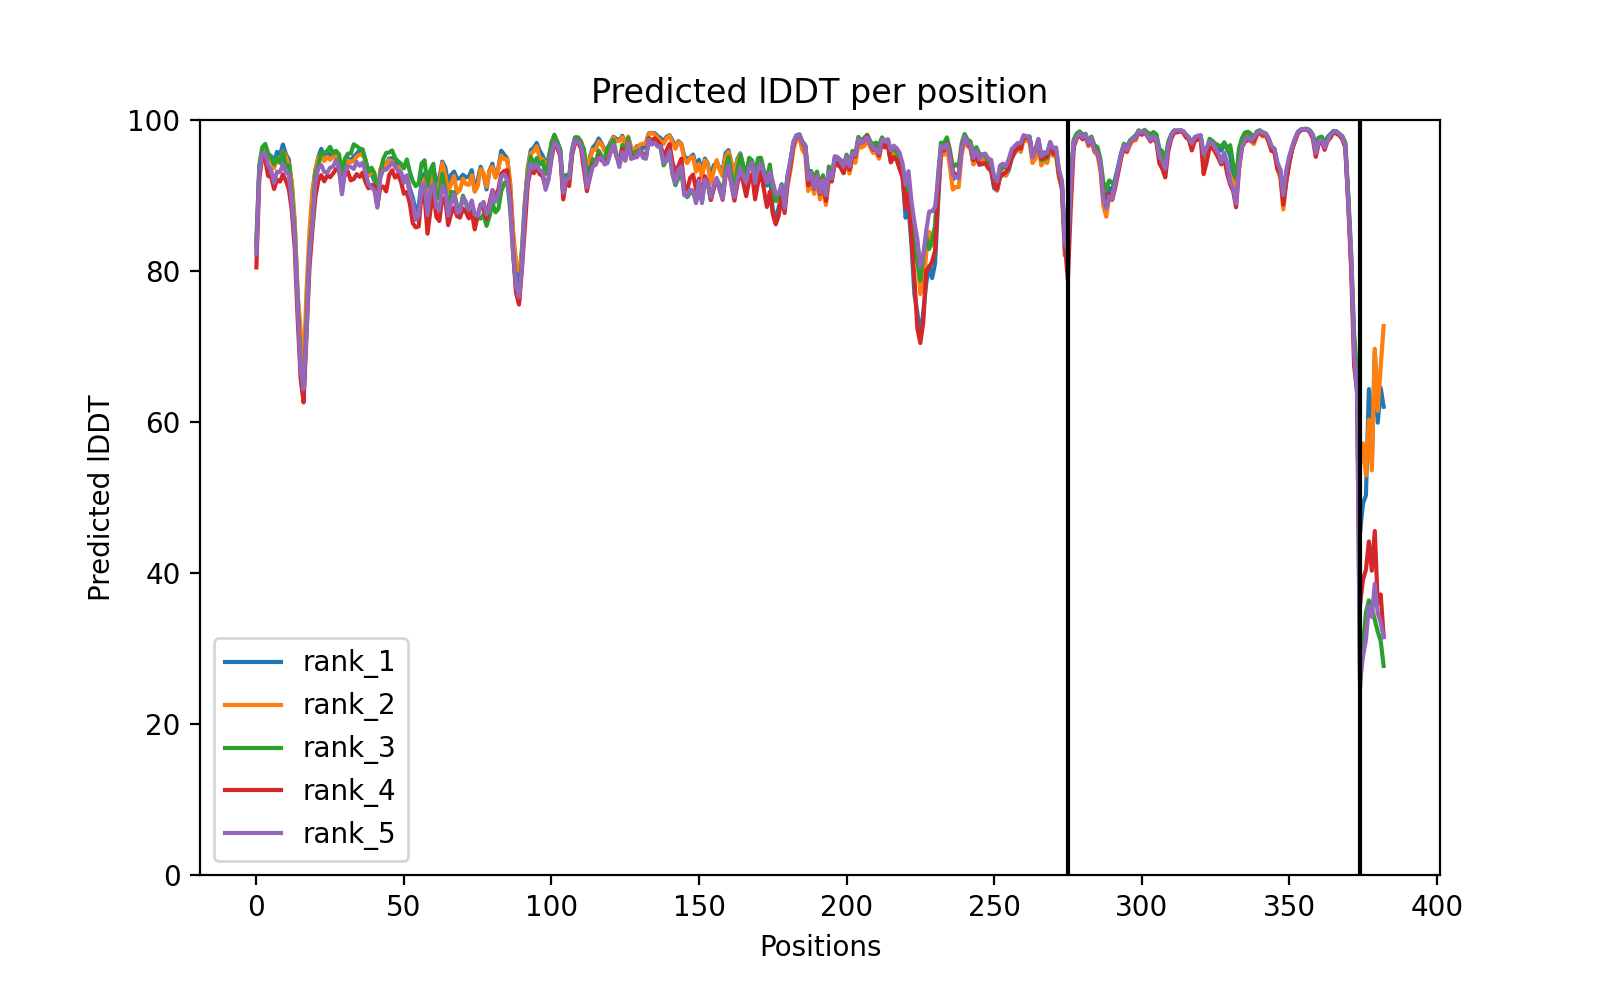 Predicted lDDT per position
100
80
60
40
20
0
Predicted lDDT
rank_1
rank_2
rank_3
rank_4
rank_5
0 50 100 150 200 250 300 350 400
Positions